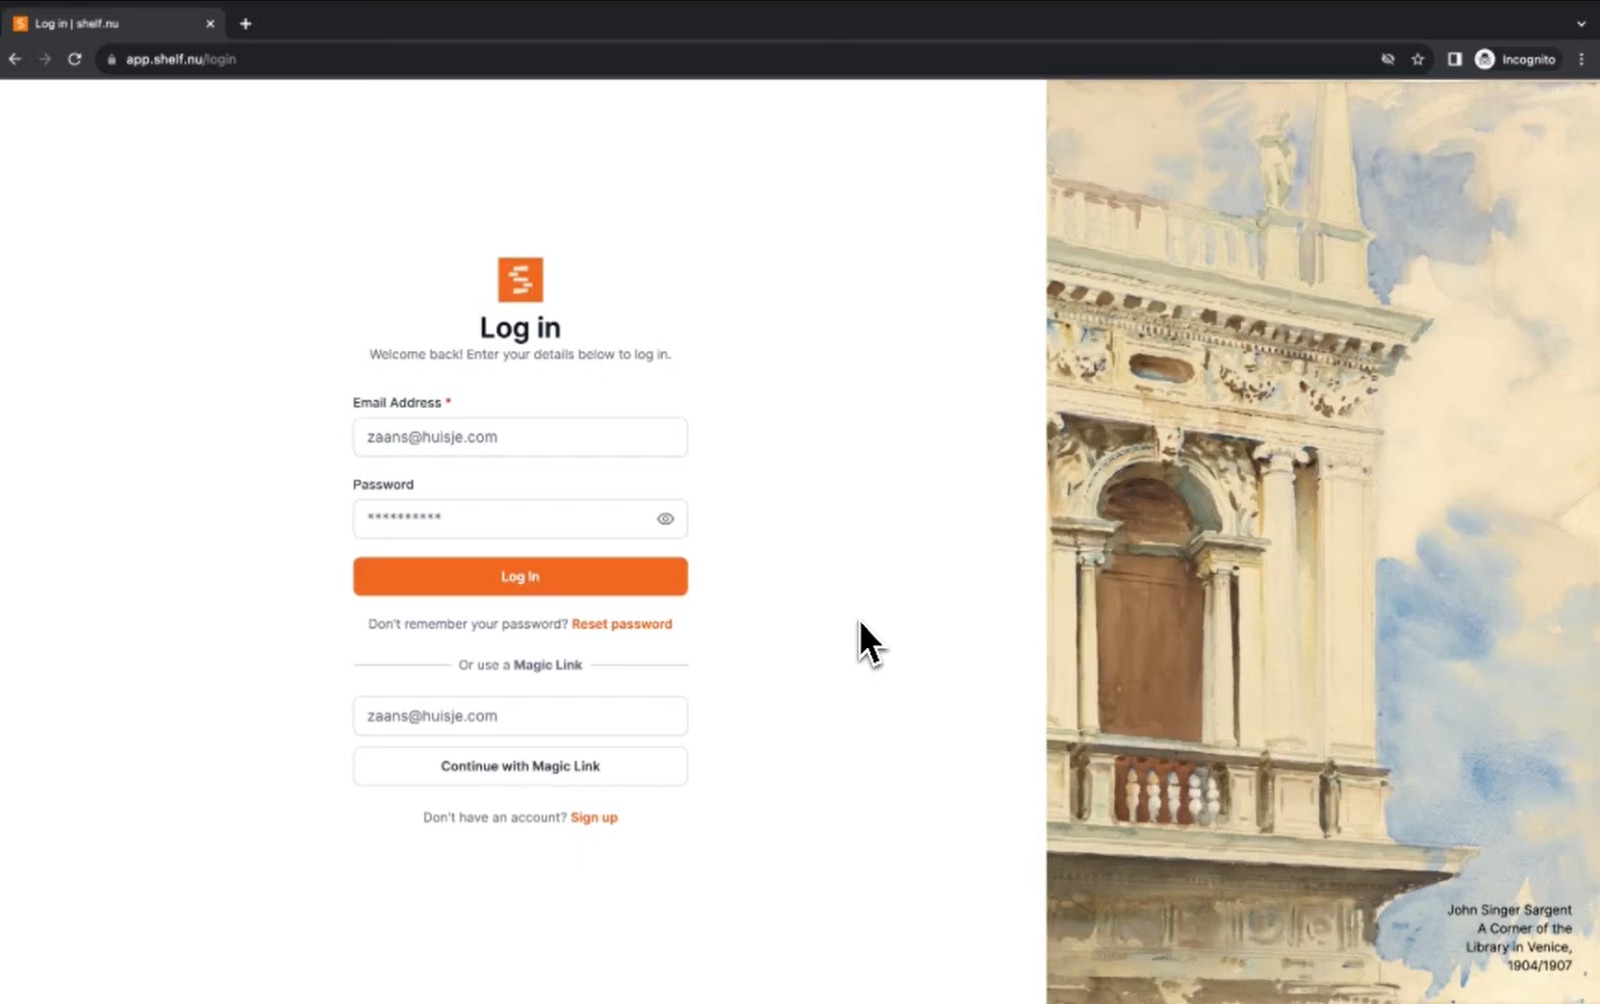 Log in | shelf.nu
app.shelf.nu/login
Incognito
Log in
Welcome back! Enter your details below to log in.
Email Address *
zaans@huisje.com
Password
**********
Log In
Don't remember your password? Reset password
Or use a Magic Link
zaans@huisje.com
Continue with Magic Link
Don't have an account? Sign up
John Singer Sargent
A Corner of the
Library in Venice,
1904/1907